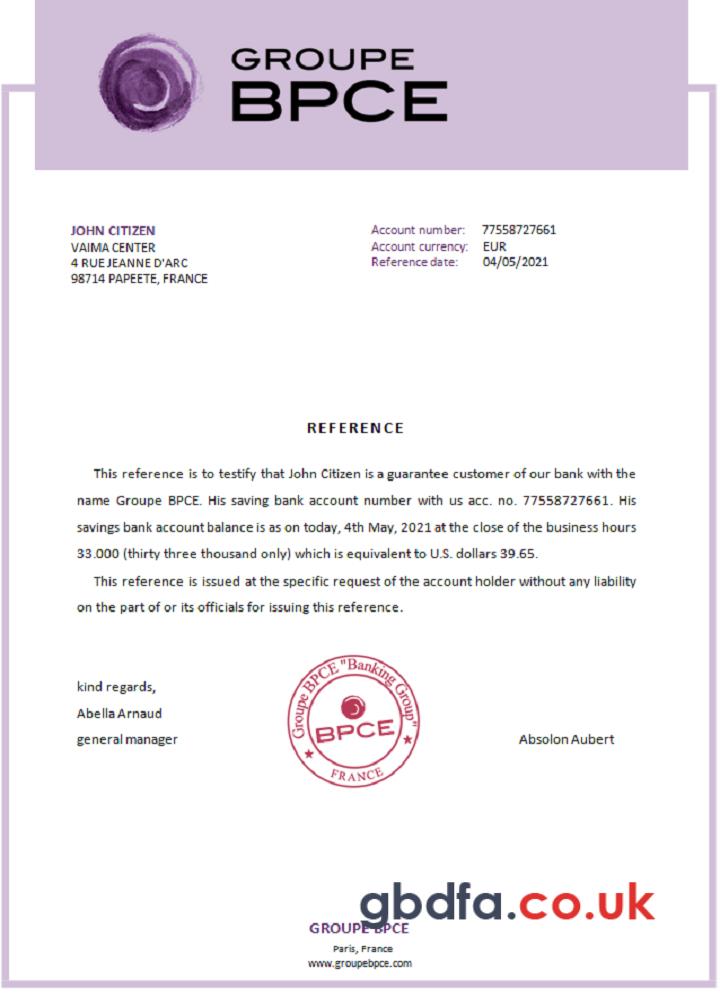 GROUPE
BPCE
JOHN CITIZEN
VAIMA CENTER
4 RUE JEANNE D'ARC
98714 PAPEETE, FRANCE
Account number: 77558727661
Account currency: EUR
Reference date: 04/05/2021
REFERENCE
This reference is to testify that John Citizen is a guarantee customer of our bank with the
name Groupe BPCE. His saving bank account number with us acc. no. 77558727661. His
savings bank account balance is as on today, 4th May, 2021 at the close of the business hours
33.000 (thirty three thousand only) which is equivalent to U.S. dollars 39.65.
This reference is issued at the specific request of the account holder without any liability
on the part of or its officials for issuing this reference.
kind regards,
Abella Arnaud
general manager
Groupe BPCE "Banking Group"
BPCE
FRANCE
Absolon Aubert
gbdfa.co.uk
GROUPE BPCE
Paris, France
www.groupebpce.com